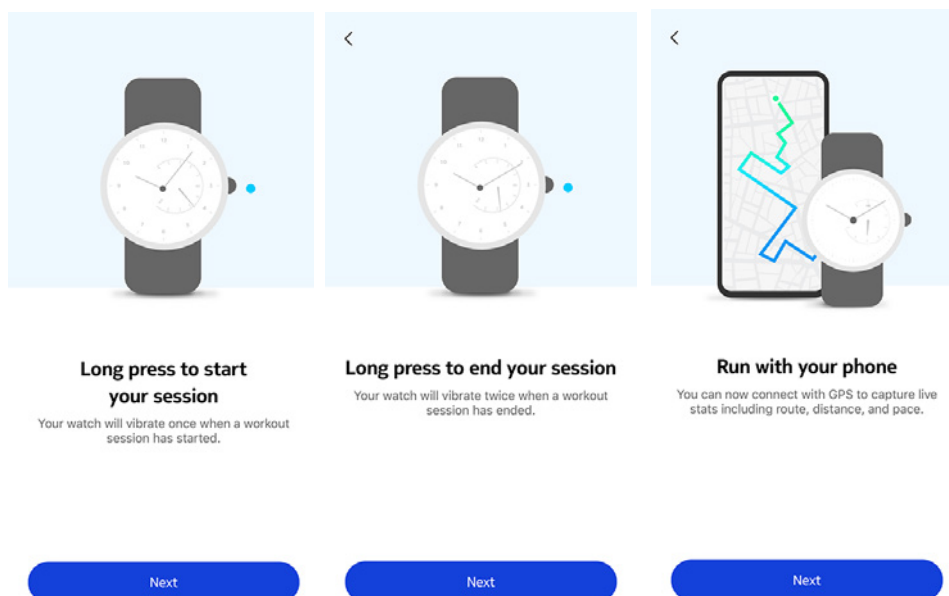 Long press to start
your session
Your watch will vibrate once when a workout
session has started.
Next
Long press to end your session
Your watch will vibrate twice when a workout
session has ended.
Next
Run with your phone
You can now connect with GPS to capture live
stats including route, distance, and pace.
Next